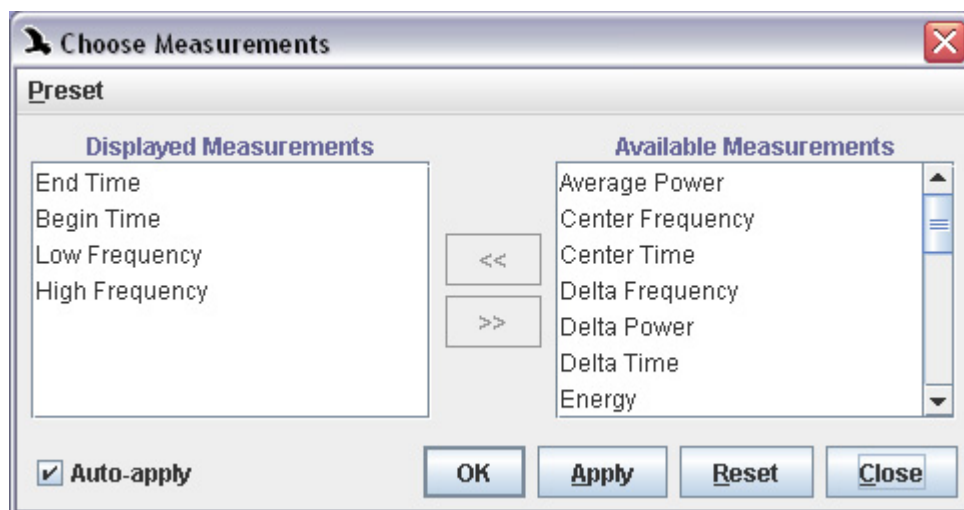 Choose Measurements
Preset
Displayed Measurements
End Time
Begin Time
Low Frequency
High Frequency
<<
>>
Available Measurements
Average Power
Center Frequency
Center Time
Delta Frequency
Delta Power
Delta Time
Energy
Auto-apply
OK
Apply
Reset
Close